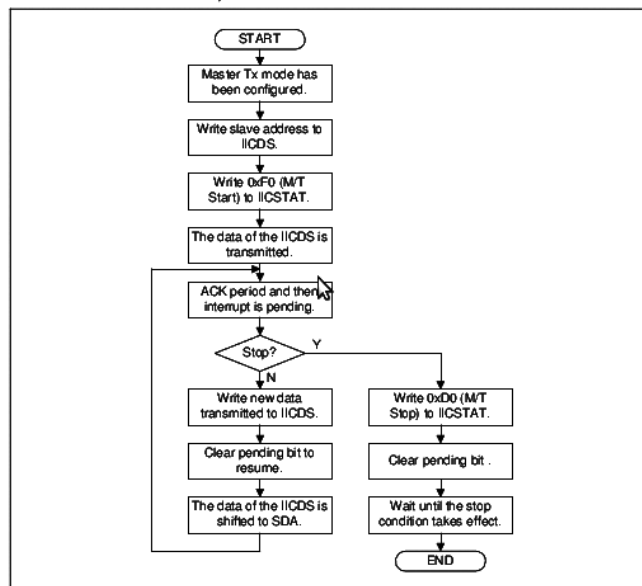 START
Master Tx mode has
been configured.
Write slave address to
IICDS.
Write 0xF0 (M/T
Start) to IICSTAT.
The data of the IICDS is
transmitted.
ACK period and then
interrupt is pending.
Stop?
Y
N
Write new data
transmitted to IICDS.
Clear pending bit to
resume.
The data of the IICDS is
shifted to SDA.
Write 0xD0 (M/T
Stop) to IICSTAT.
Clear pending bit .
Wait until the stop
condition takes effect.
END